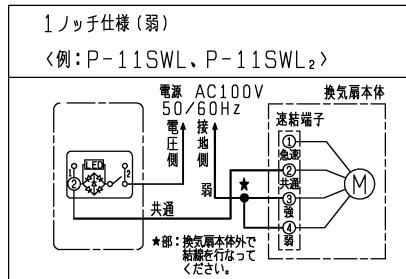 1ノッチ仕様(弱)
〈例:P-11SWL、P-11SWL₂〉
電源 AC100V
50/60Hz
換気扇本体
電圧側
接地側
速結端子
LED
1
2
②
①
急速
②
共通
③
強
④
弱
M
弱
★
共通
★部:換気扇本体外で
結線を行なって
ください。